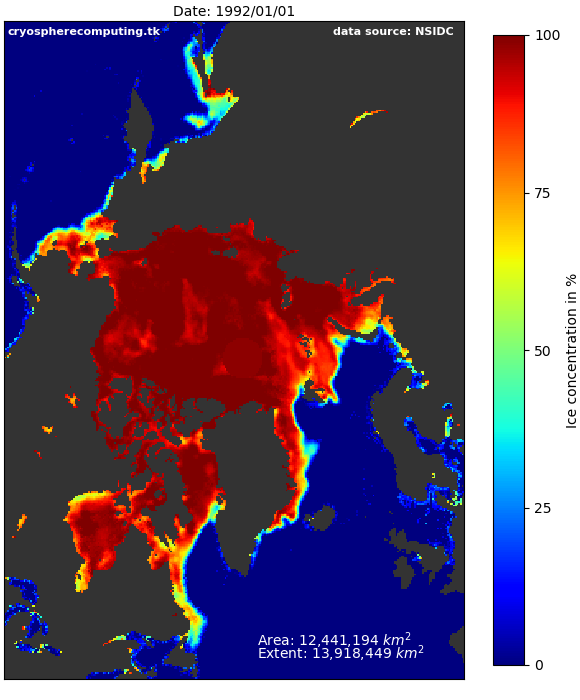 Date: 1992/01/01
cryospherecomputing.tk data source: NSIDC
100
75
50
25
0
Ice concentration in %
Area: 12,441,194 km²
Extent: 13,918,449 km²